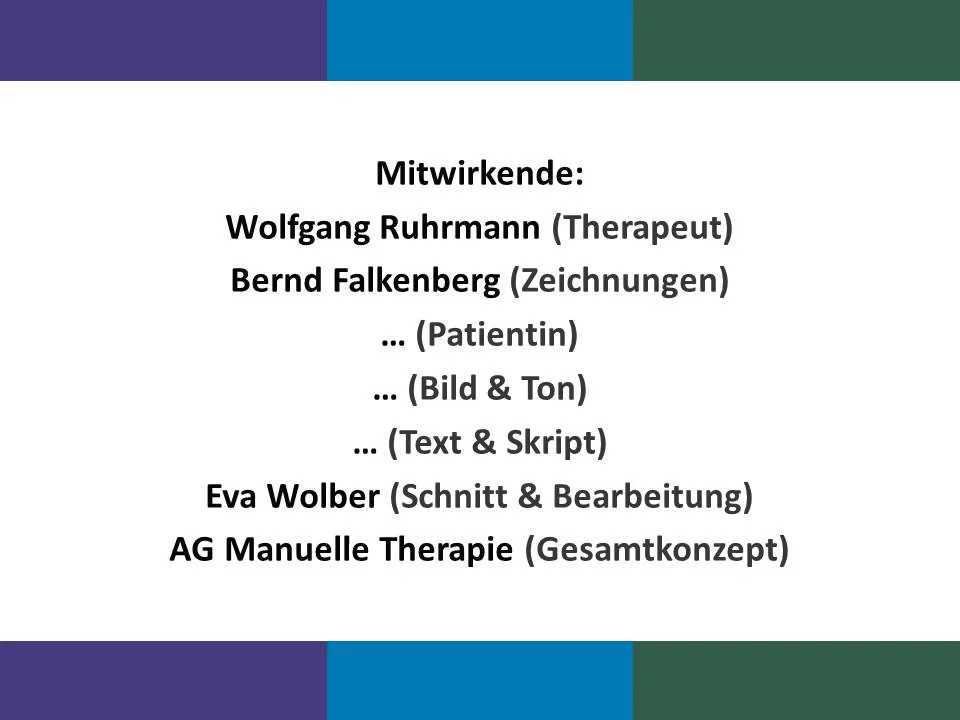 Mitwirkende:
Wolfgang Ruhrmann (Therapeut)
Bernd Falkenberg (Zeichnungen)
… (Patientin)
… (Bild & Ton)
… (Text & Skript)
Eva Wolber (Schnitt & Bearbeitung)
AG Manuelle Therapie (Gesamtkonzept)